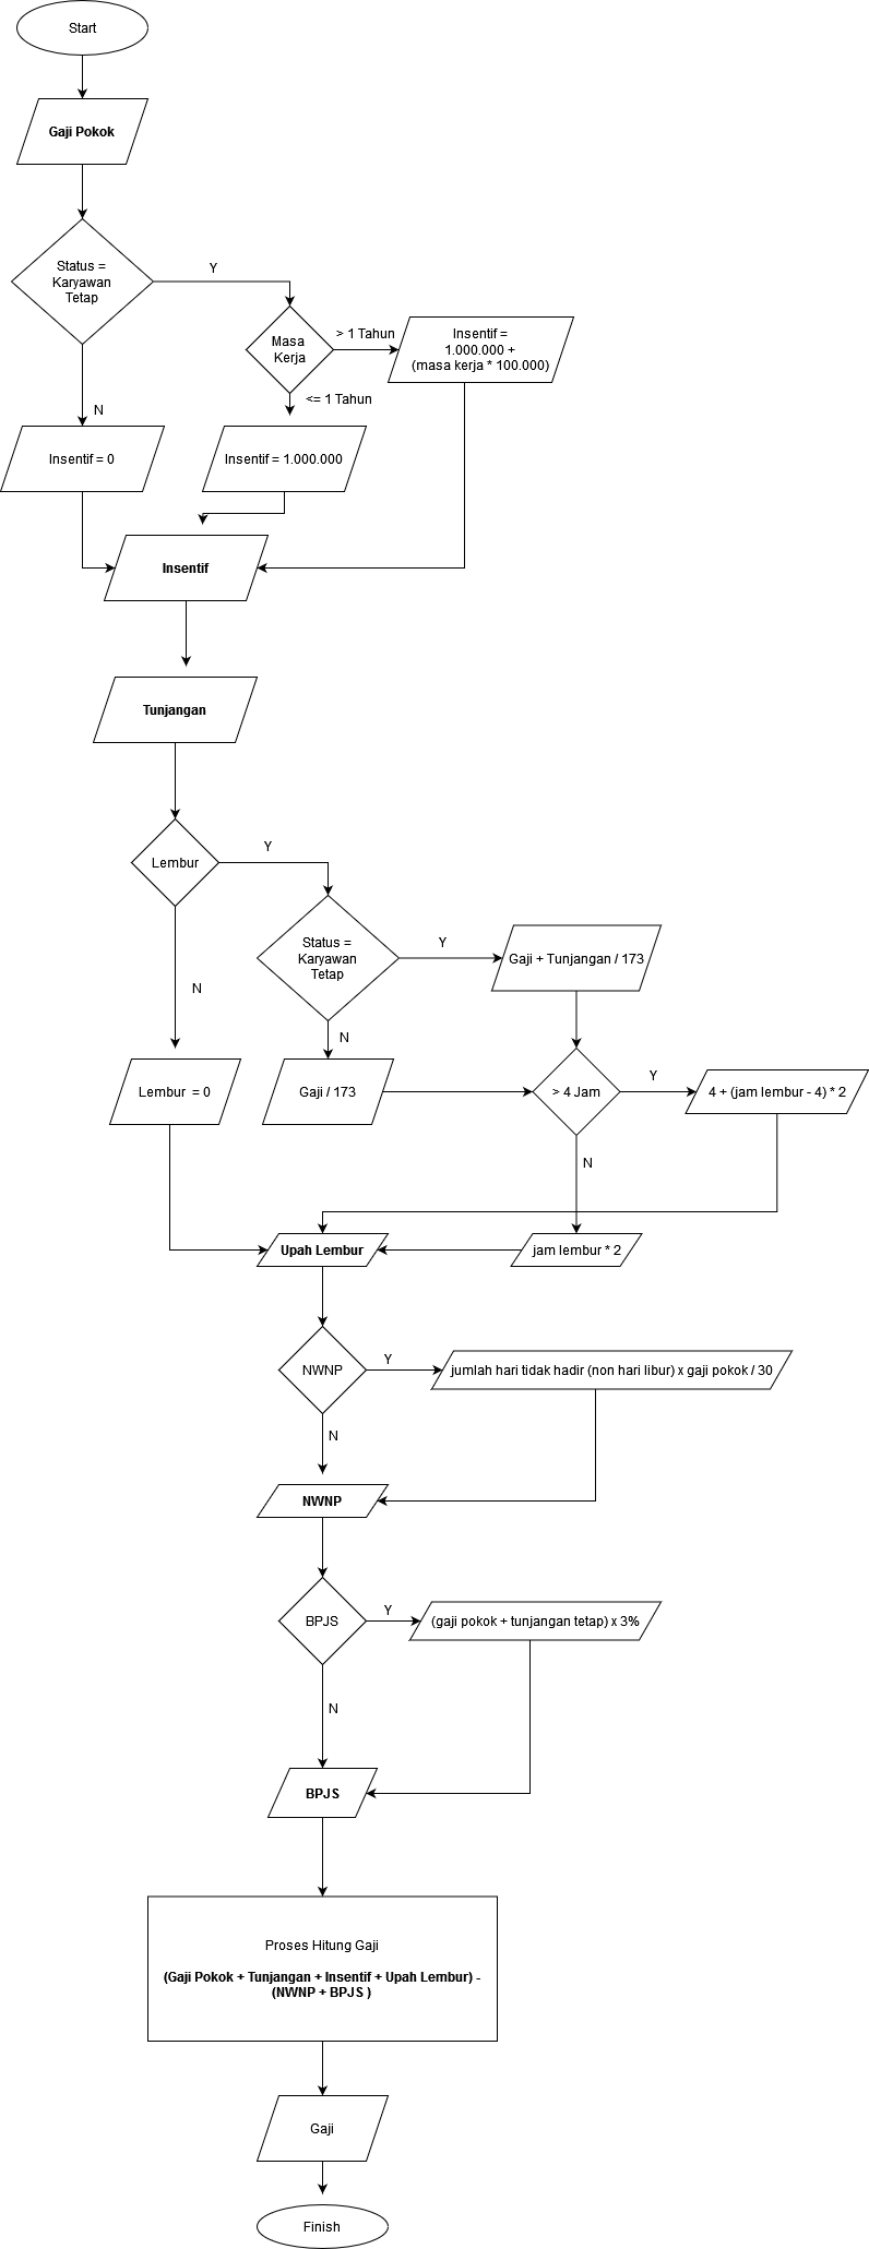 Start
Gaji Pokok
Status =
Karyawan
Tetap
Y
Masa
Kerja
> 1 Tahun
Insentif =
1.000.000 +
(masa kerja * 100.000)
<= 1 Tahun
N
Insentif = 0
Insentif = 1.000.000
Insentif
Tunjangan
Lembur
Y
Status =
Karyawan
Tetap
Y
Gaji + Tunjangan / 173
N
N
Lembur  = 0
Gaji / 173
> 4 Jam
Y
4 + (jam lembur - 4) * 2
N
Upah Lembur
jam lembur * 2
NWNP
Y
jumlah hari tidak hadir (non hari libur) x gaji pokok / 30
N
NWNP
BPJS
Y
(gaji pokok + tunjangan tetap) x 3%
N
BPJS
Proses Hitung Gaji
(Gaji Pokok + Tunjangan + Insentif + Upah Lembur) -
(NWNP + BPJS )
Gaji
Finish